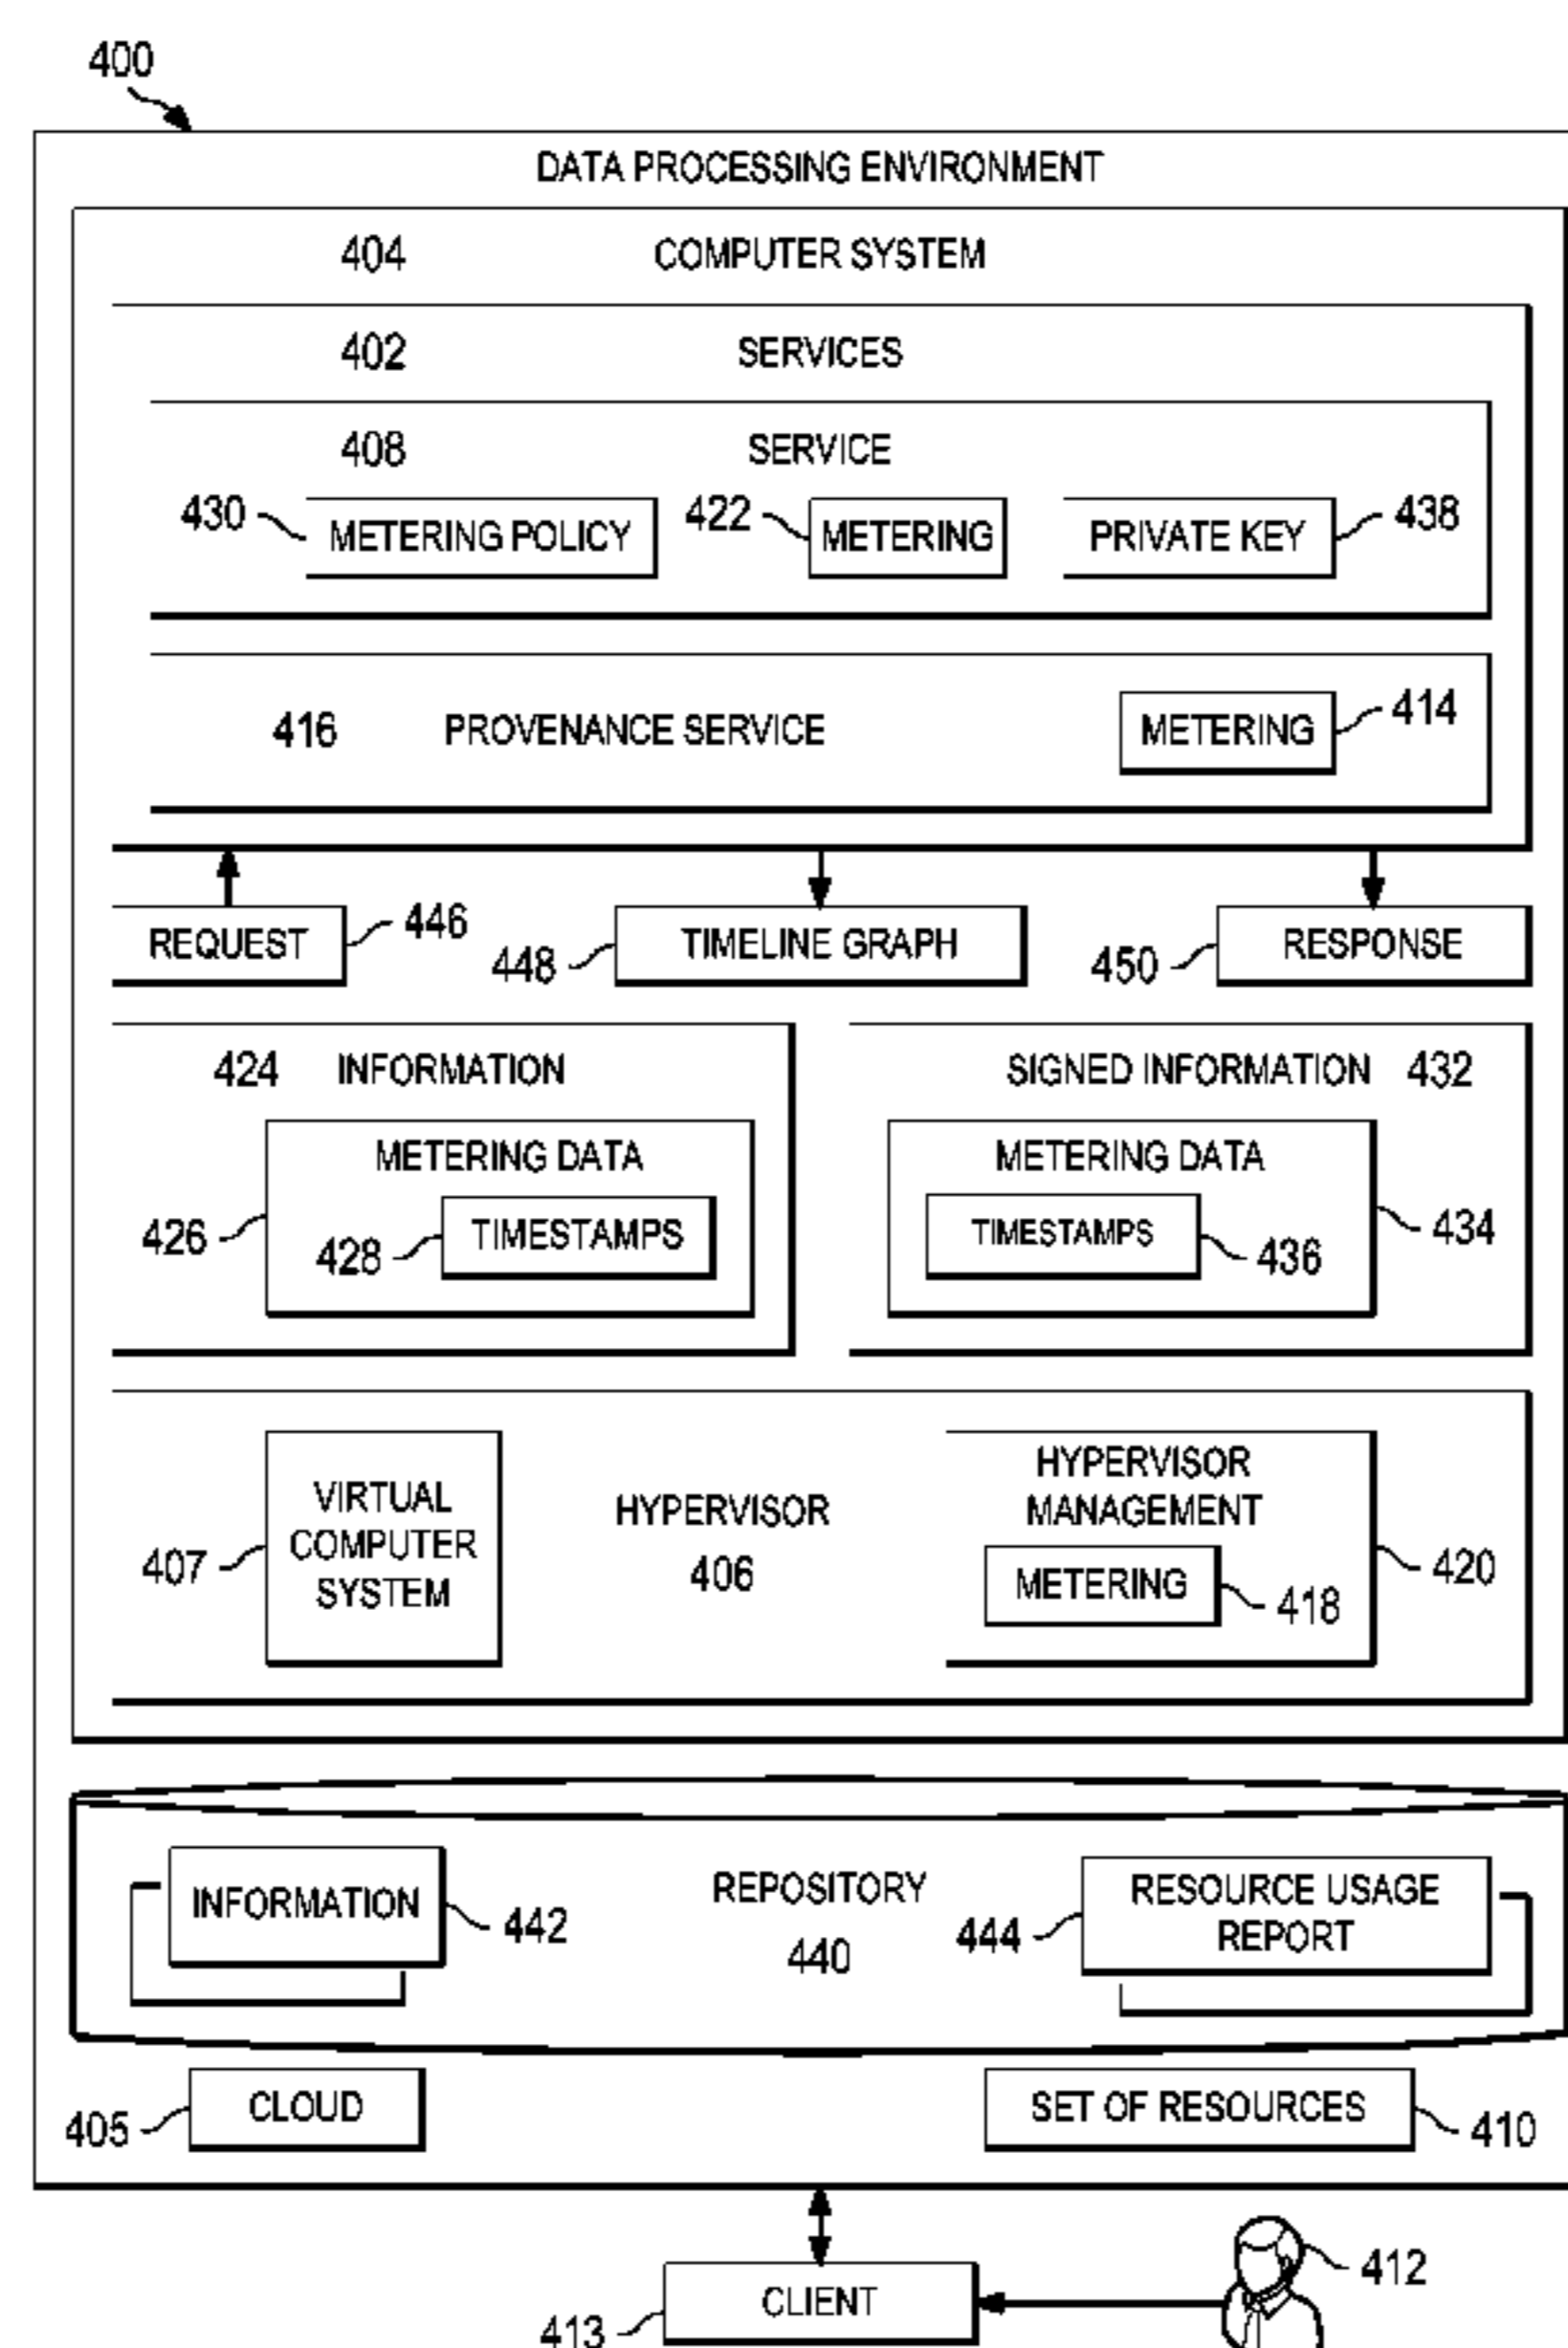 400
DATA PROCESSING ENVIRONMENT
404 COMPUTER SYSTEM
402 SERVICES
408 SERVICE
430 METERING POLICY 422 METERING PRIVATE KEY 438
416 PROVENANCE SERVICE METERING 414
REQUEST 446 448 TIMELINE GRAPH 450 RESPONSE
424 INFORMATION
METERING DATA
426 428 TIMESTAMPS
SIGNED INFORMATION 432
METERING DATA
TIMESTAMPS 436 434
407 VIRTUAL
COMPUTER
SYSTEM
HYPERVISOR
406
HYPERVISOR
MANAGEMENT
METERING 418 420
INFORMATION 442
REPOSITORY
440
444 RESOURCE USAGE
REPORT
405 CLOUD SET OF RESOURCES 410
413 CLIENT 412